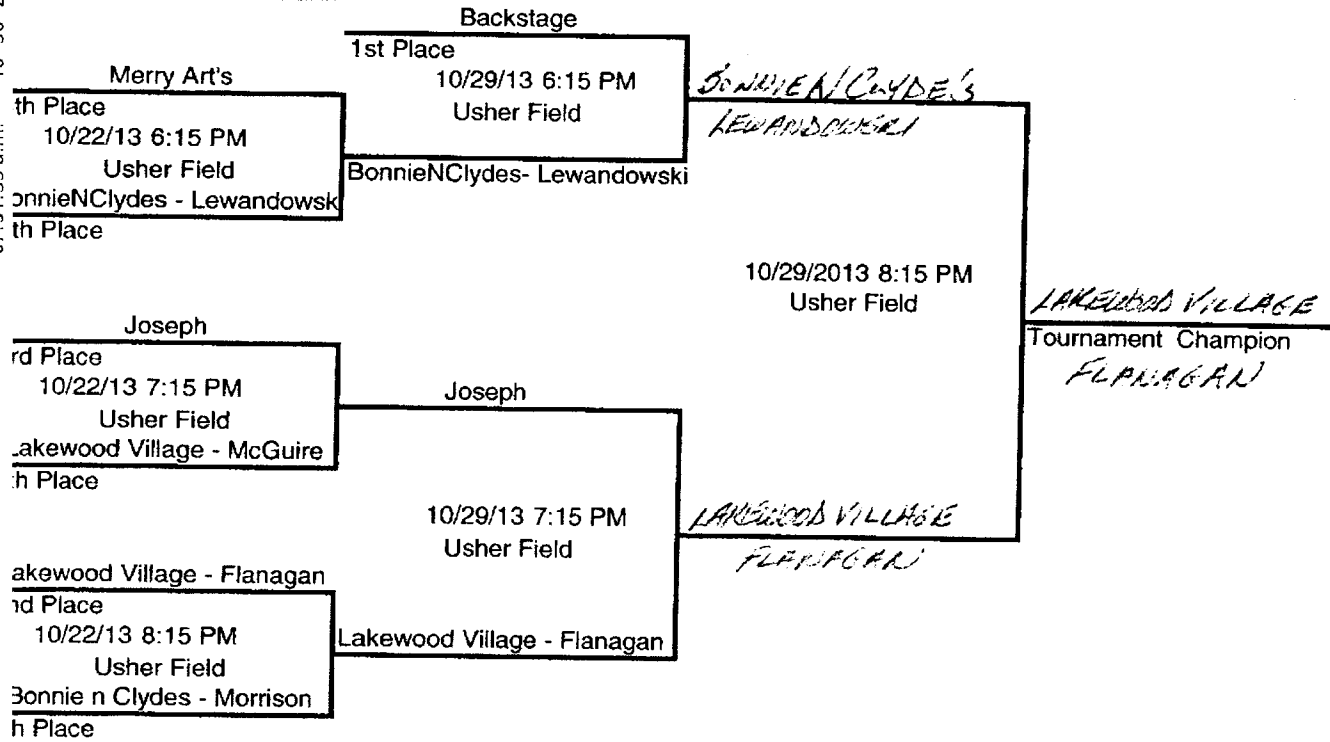 Backstage
1st Place
10/29/13 6:15 PM
Usher Field
BonnieNClydes- Lewandowski
Merry Art's
th Place
10/22/13 6:15 PM
Usher Field
onnieNClydes - Lewandowsk
th Place
BONNIE N CLYDE'S
LEWANDOWSKI
10/29/2013 8:15 PM
Usher Field
LAKEWOOD VILLAGE
Tournament Champion
FLANAGAN
Joseph
rd Place
10/22/13 7:15 PM
Usher Field
Lakewood Village - McGuire
th Place
Joseph
10/29/13 7:15 PM
Usher Field
LAKEWOOD VILLAGE
FLANAGAN
akewood Village - Flanagan
nd Place
10/22/13 8:15 PM
Usher Field
Bonnie n Clydes - Morrison
h Place
Lakewood Village - Flanagan